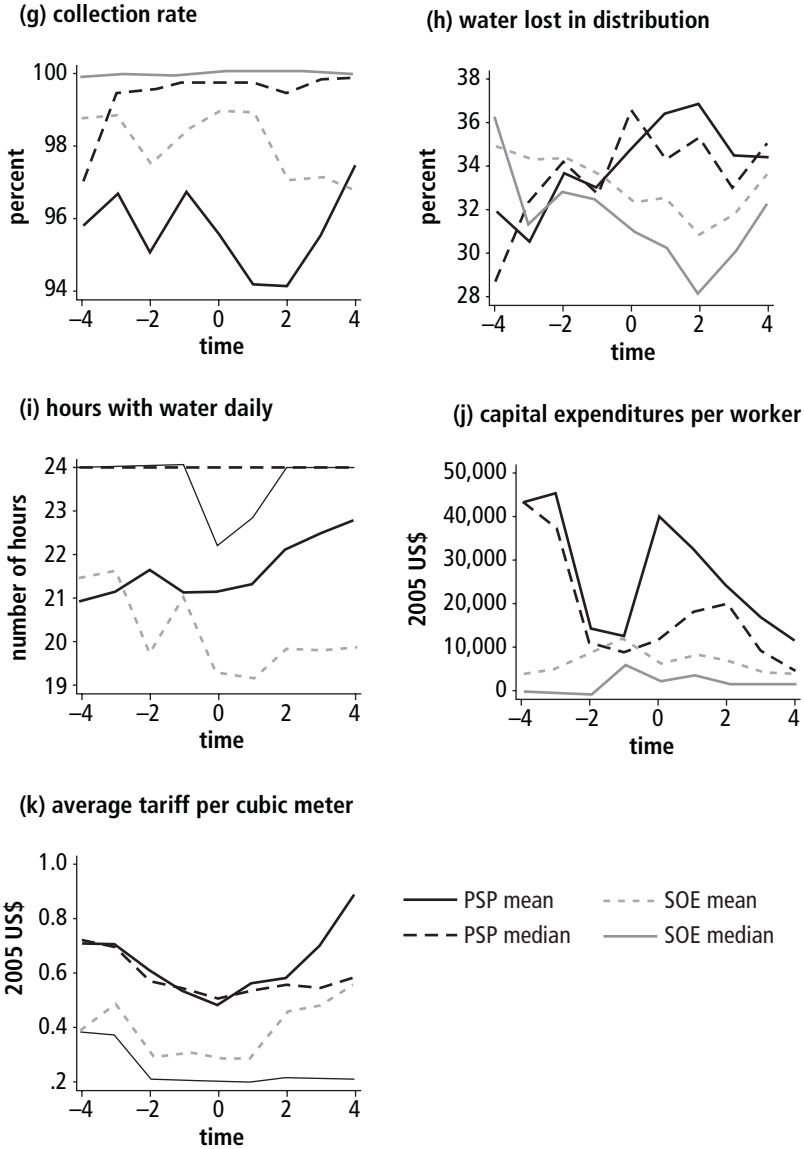 (g) collection rate
percent
100
98
96
94
−4 −2 0 2 4
time
(h) water lost in distribution
percent
38
36
34
32
30
28
−4 −2 0 2 4
time
(i) hours with water daily
number of hours
24
23
22
21
20
19
−4 −2 0 2 4
time
(j) capital expenditures per worker
2005 US$
50,000
40,000
30,000
20,000
10,000
0
−4 −2 0 2 4
time
(k) average tariff per cubic meter
2005 US$
1.0
0.8
0.6
0.4
.2
−4 −2 0 2 4
time
PSP mean SOE mean
PSP median SOE median